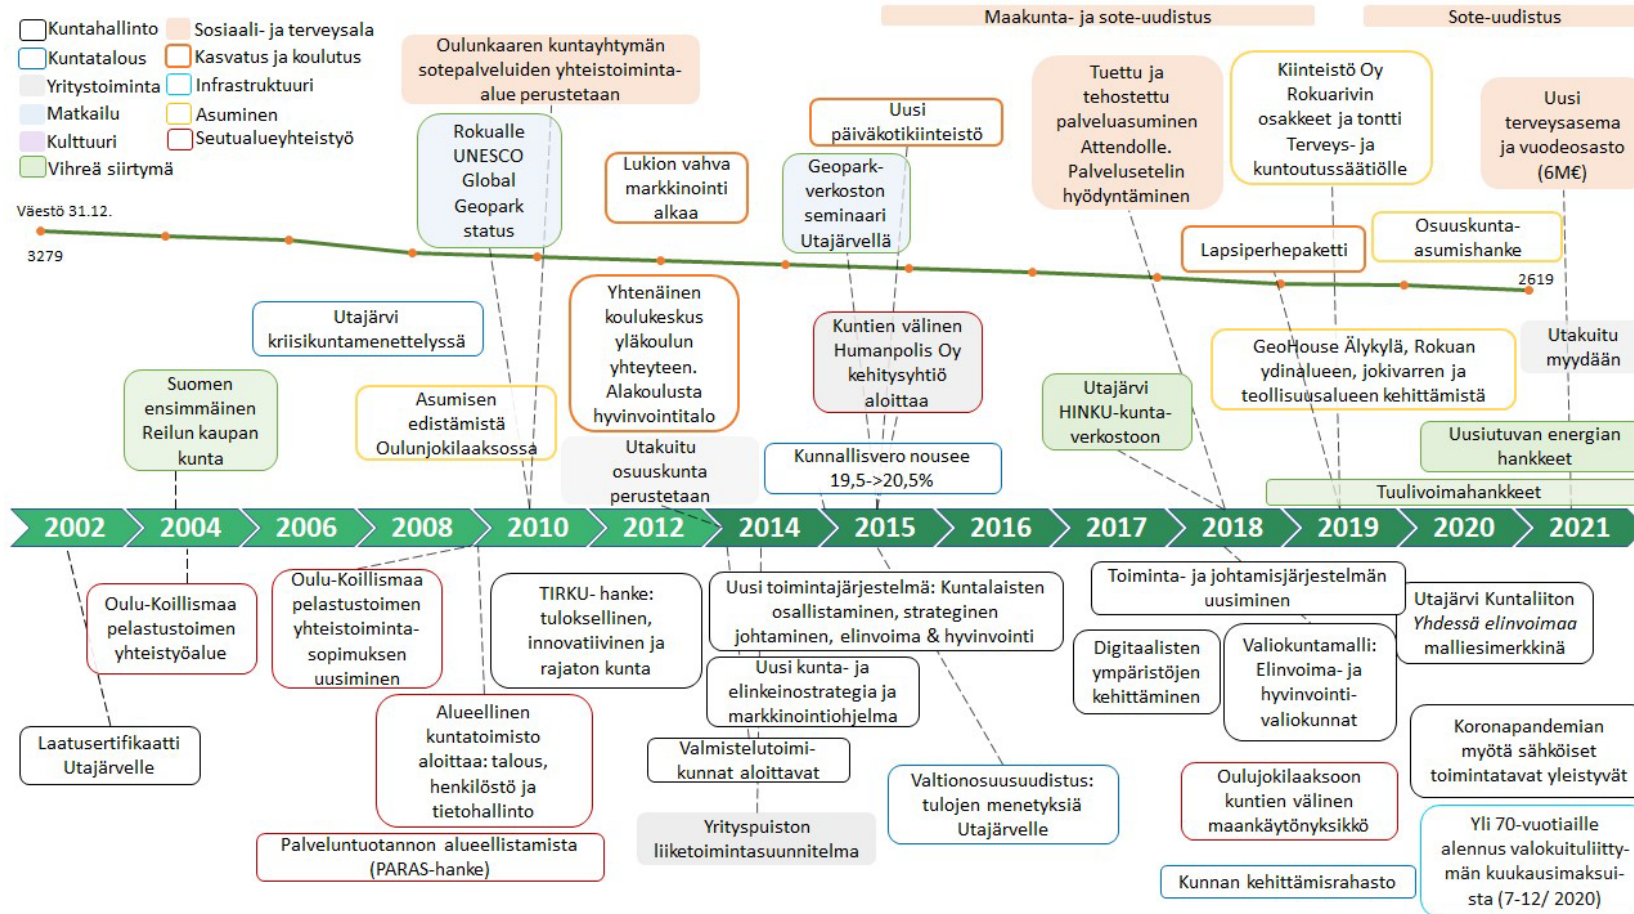 Kuntahallinto
Kuntatalous
Yritystoiminta
Matkailu
Kulttuuri
Vihreä siirtymä
Sosiaali- ja terveysala
Kasvatus ja koulutus
Infrastruktuuri
Asuminen
Seutualueyhteistyö
Maakunta- ja sote-uudistus
Sote-uudistus
Oulunkaaren kuntayhtymän
sotepalveluiden yhteistoiminta-
alue perustetaan
Rokualle
UNESCO
Global
Geopark
status
Lukion vahva
markkinointi
alkaa
Uusi
päiväkotikiinteistö
Geopark-
verkoston
seminaari
Utajärvellä
Tuettu ja
tehostettu
palveluasuminen
Attendolle.
Palvelusetelin
hyödyntäminen
Kiinteistö Oy
Rokuarivin
osakkeet ja tontti
Terveys- ja
kuntoutussäätiölle
Uusi
terveysasema
ja vuodeosasto
(6M€)
Väestö 31.12.
3279
2619
Lapsiperhepaketti
Osuuskunta-
asumishanke
Utajärvi
kriisikuntamenettelyssä
Suomen
ensimmäinen
Reilun kaupan
kunta
Asumisen
edistämistä
Oulunjokilaaksossa
Yhtenäinen
koulukeskus
yläkoulun
yhteyteen.
Alakoulusta
hyvinvointitalo
Utakuitu
osuuskunta
perustetaan
Kuntien välinen
Humanpolis Oy
kehitysyhtiö
aloittaa
Kunnallisvero nousee
19,5->20,5%
Utajärvi
HINKU-kunta-
verkostoon
GeoHouse Älykylä, Rokuan
ydinalueen, jokivarren ja
teollisuusalueen kehittämistä
Utakuitu
myydään
Uusiutuvan energian
hankkeet
Tuulivoimahankkeet
2002 2004 2006 2008 2010 2012 2014 2015 2016 2017 2018 2019 2020 2021
Oulu-Koillismaa
pelastustoimen
yhteistyöalue
Laatusertifikaatti
Utajärvelle
Oulu-Koillismaa
pelastustoimen
yhteistoiminta-
sopimuksen
uusiminen
Alueellinen
kuntatoimisto
aloittaa: talous,
henkilöstö ja
tietohallinto
Palveluntuotannon alueellistamista
(PARAS-hanke)
TIRKU- hanke:
tuloksellinen,
innovatiivinen ja
rajaton kunta
Uusi toimintajärjestelmä: Kuntalaisten
osallistaminen, strateginen
johtaminen, elinvoima & hyvinvointi
Uusi kunta- ja
elinkeinostrategia ja
markkinointiohjelma
Valmistelutoimi-
kunnat aloittavat
Yrityspuiston
liiketoimintasuunnitelma
Valtionosuusuudistus:
tulojen menetyksiä
Utajärvelle
Toiminta- ja johtamisjärjestelmän
uusiminen
Digitaalisten
ympäristöjen
kehittäminen
Valiokuntamalli:
Elinvoima- ja
hyvinvointi-
valiokunnat
Utajärvi Kuntaliiton
Yhdessä elinvoimaa
malliesimerkkinä
Oulujokilaaksoon
kuntien välinen
maankäytönyksikkö
Kunnan kehittämisrahasto
Koronapandemian
myötä sähköiset
toimintatavat yleistyvät
Yli 70-vuotiaille
alennus valokuituliitty-
män kuukausimaksui-
sta (7-12/ 2020)